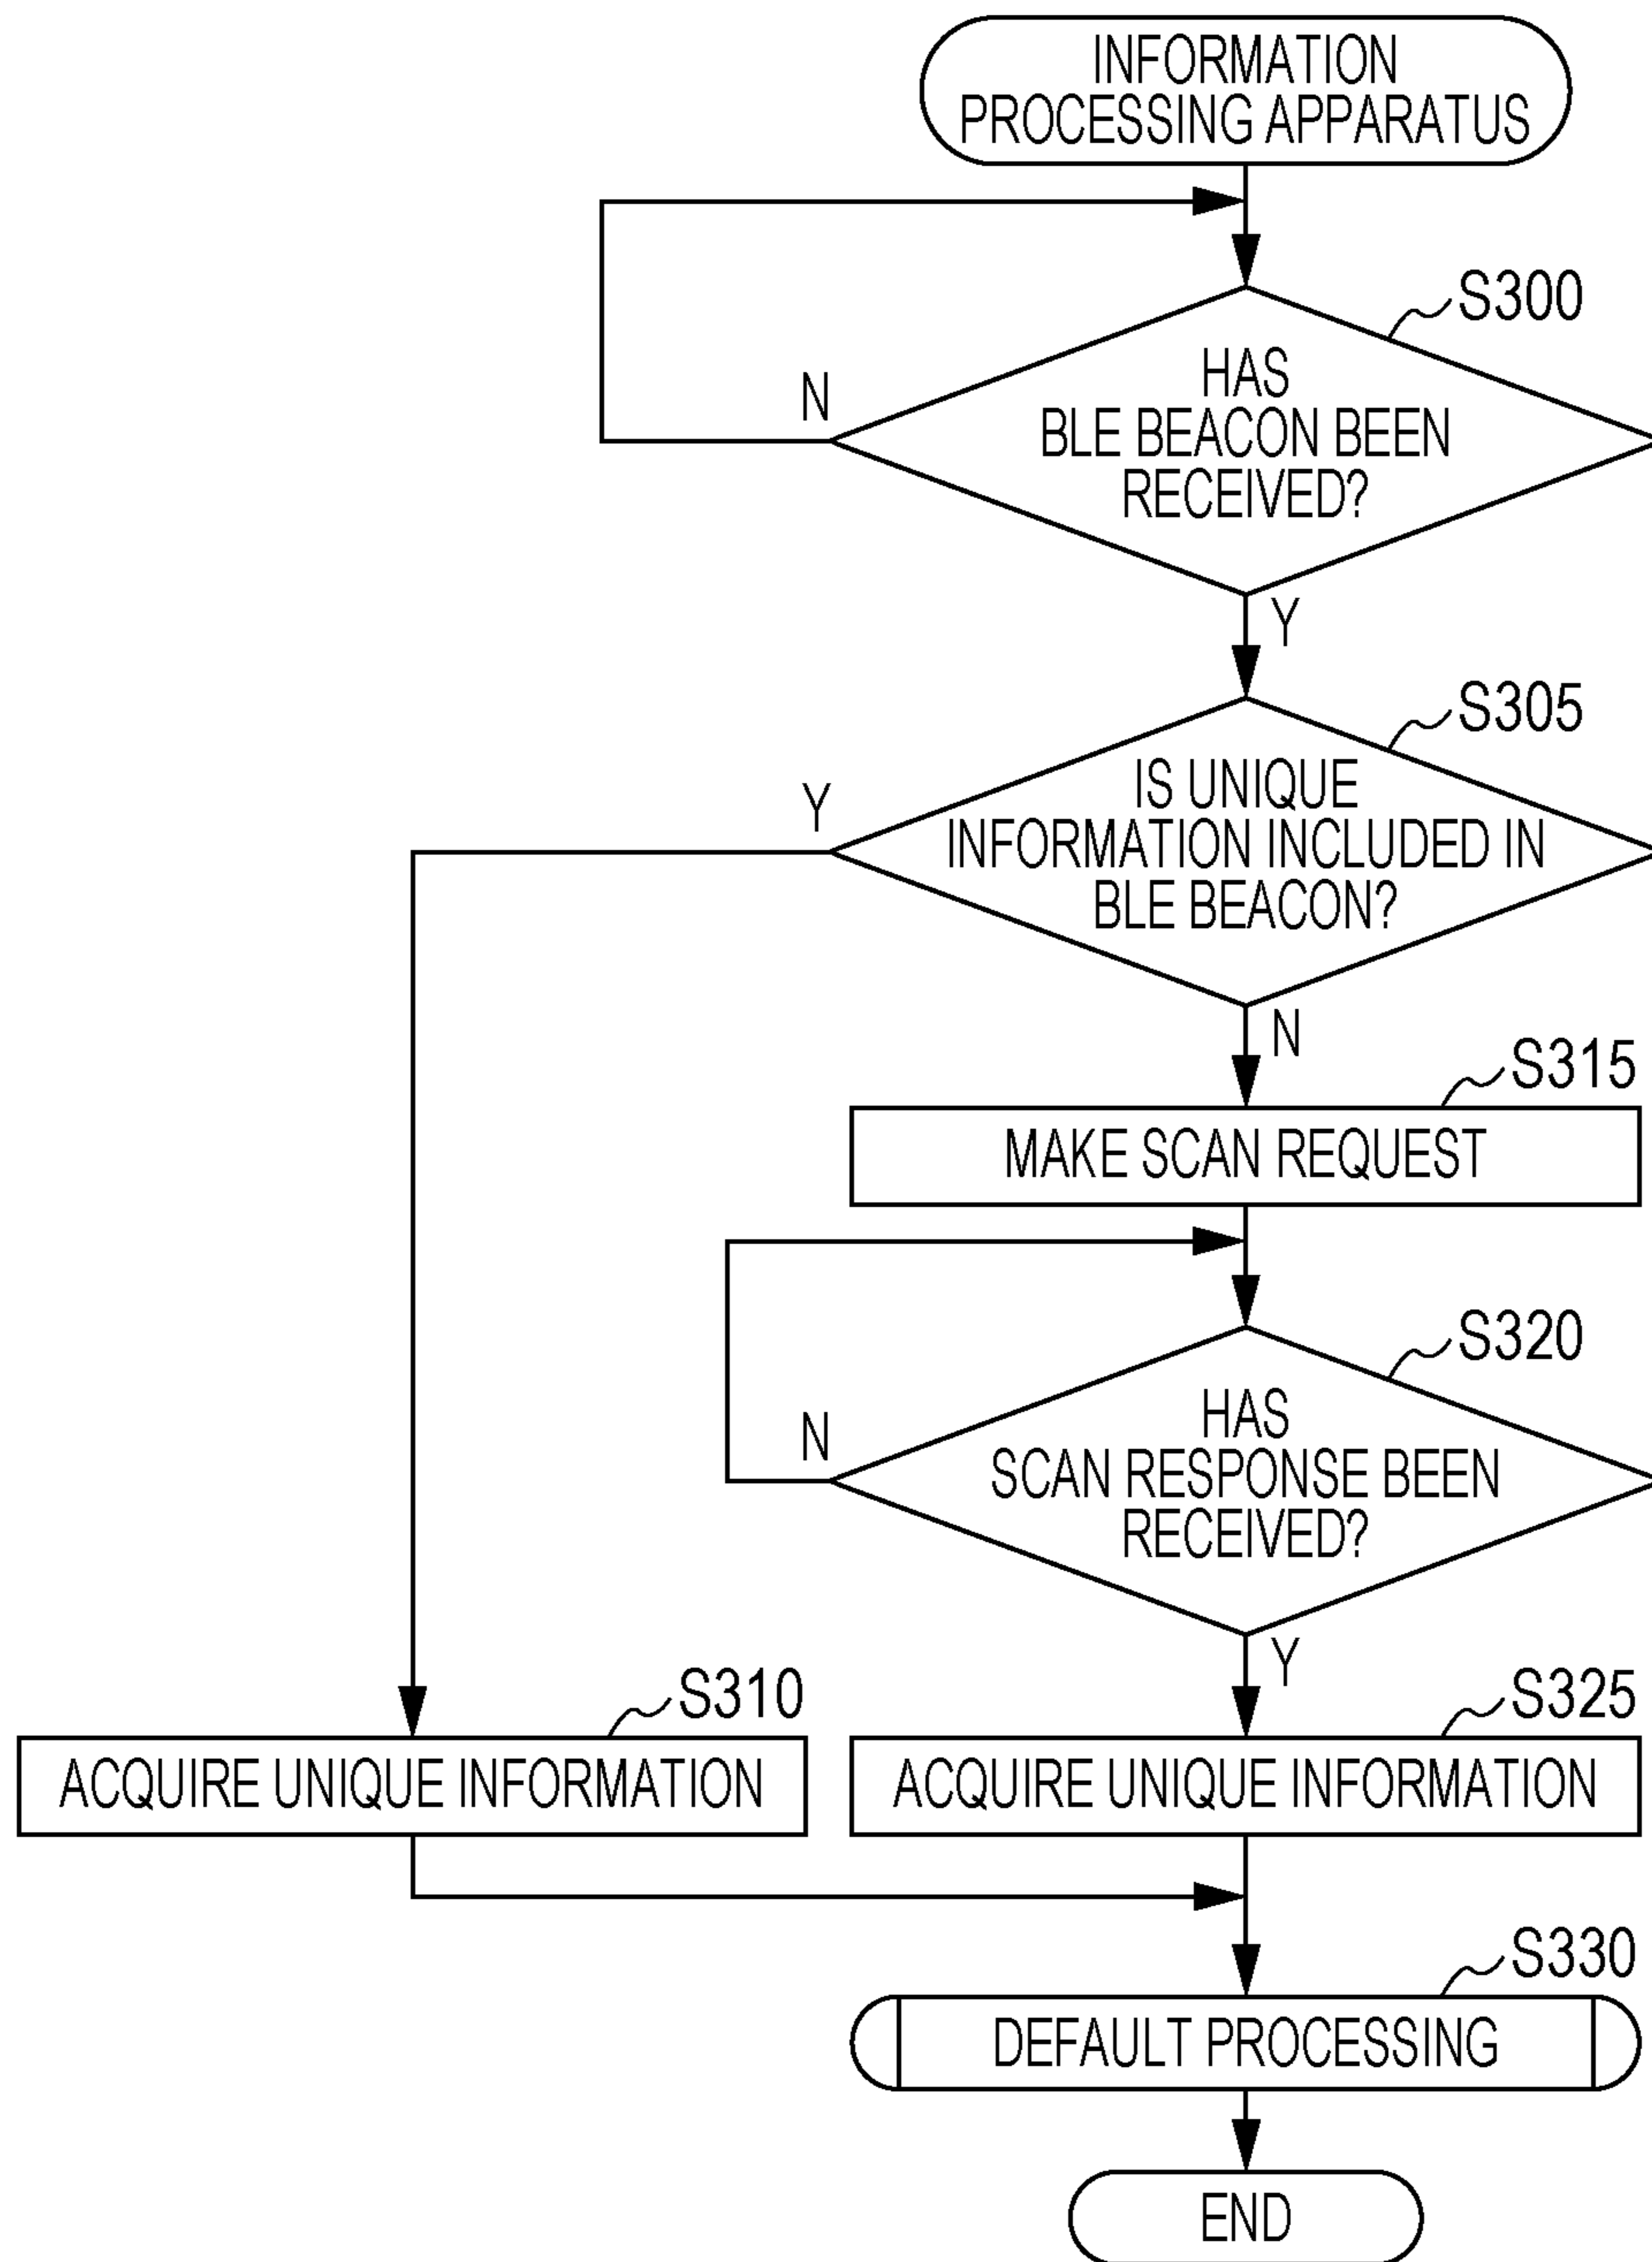 INFORMATION
PROCESSING APPARATUS
S300
HAS
BLE BEACON BEEN
RECEIVED?
N
Y
S305
IS UNIQUE
INFORMATION INCLUDED IN
BLE BEACON?
Y
N
S315
MAKE SCAN REQUEST
S320
HAS
SCAN RESPONSE BEEN
RECEIVED?
N
Y
S310
ACQUIRE UNIQUE INFORMATION
S325
ACQUIRE UNIQUE INFORMATION
S330
DEFAULT PROCESSING
END